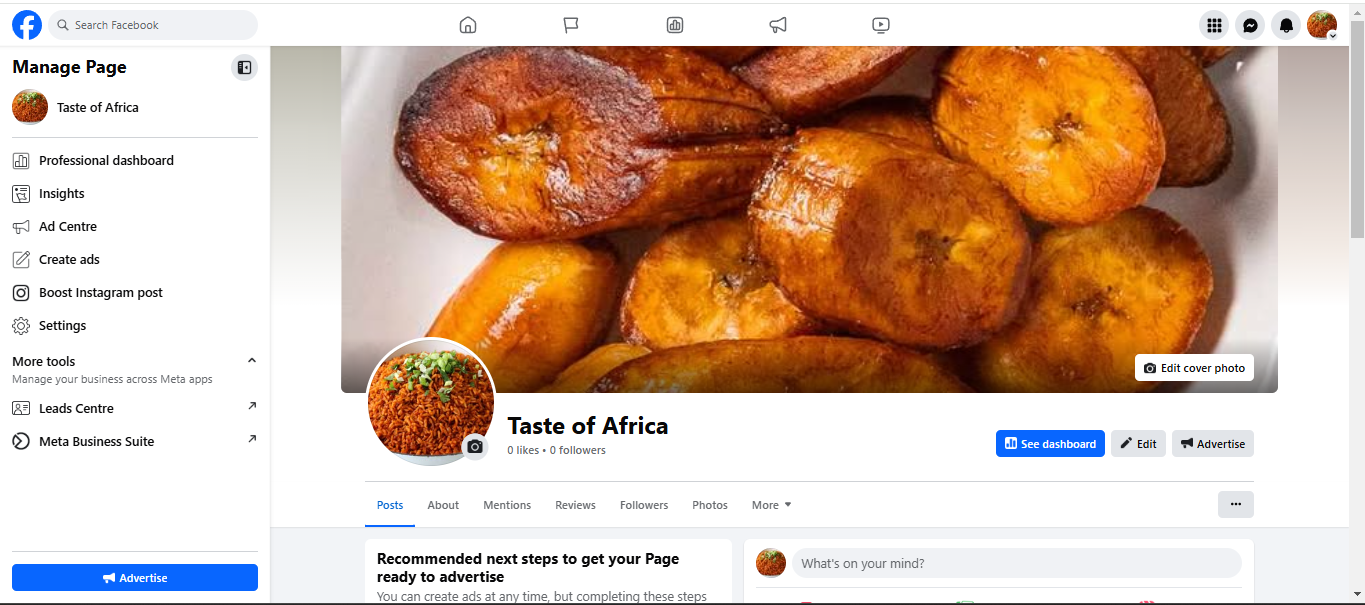 Search Facebook
Manage Page
Taste of Africa
Professional dashboard
Insights
Ad Centre
Create ads
Boost Instagram post
Settings
More tools
Manage your business across Meta apps
Leads Centre
Meta Business Suite
Advertise
Edit cover photo
Taste of Africa
0 likes • 0 followers
See dashboard
Edit
Advertise
Posts
About
Mentions
Reviews
Followers
Photos
More
Recommended next steps to get your Page
ready to advertise
You can create ads at any time, but completing these steps
What's on your mind?